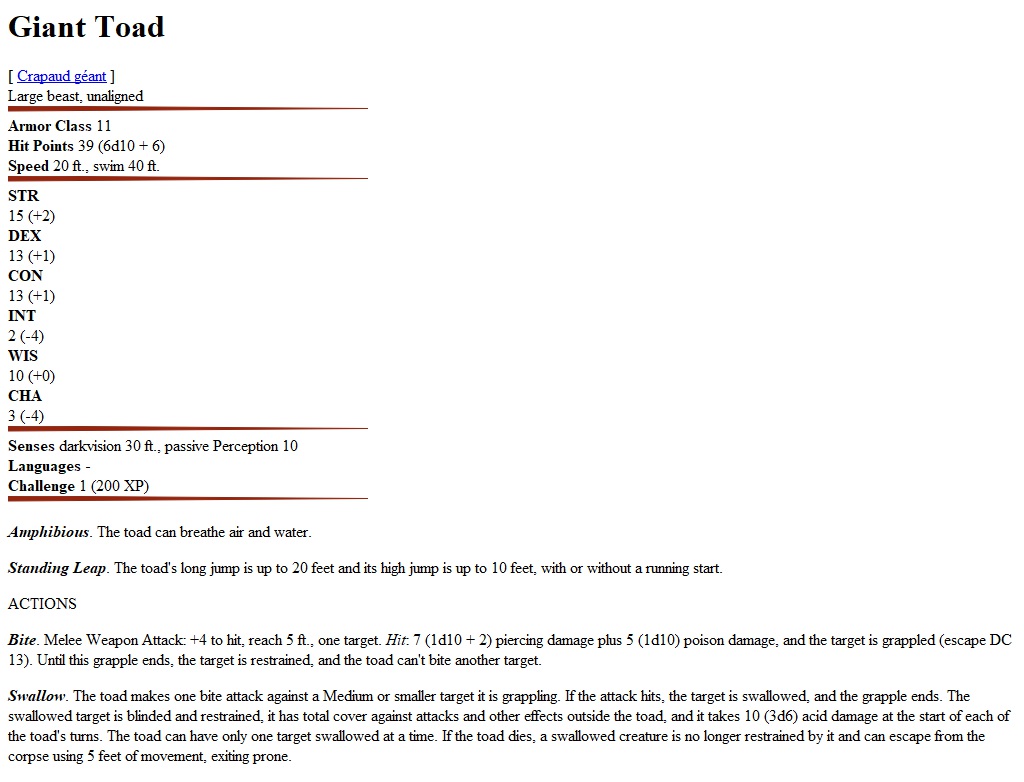 Giant Toad
[ Crapaud géant ]
Large beast, unaligned
Armor Class 11
Hit Points 39 (6d10 + 6)
Speed 20 ft., swim 40 ft.
STR
15 (+2)
DEX
13 (+1)
CON
13 (+1)
INT
2 (-4)
WIS
10 (+0)
CHA
3 (-4)
Senses darkvision 30 ft., passive Perception 10
Languages -
Challenge 1 (200 XP)
Amphibious. The toad can breathe air and water.
Standing Leap. The toad's long jump is up to 20 feet and its high jump is up to 10 feet, with or without a running start.
ACTIONS
Bite. Melee Weapon Attack: +4 to hit, reach 5 ft., one target. Hit: 7 (1d10 + 2) piercing damage plus 5 (1d10) poison damage, and the target is grappled (escape DC
13). Until this grapple ends, the target is restrained, and the toad can't bite another target.
Swallow. The toad makes one bite attack against a Medium or smaller target it is grappling. If the attack hits, the target is swallowed, and the grapple ends. The
swallowed target is blinded and restrained, it has total cover against attacks and other effects outside the toad, and it takes 10 (3d6) acid damage at the start of each of
the toad's turns. The toad can have only one target swallowed at a time. If the toad dies, a swallowed creature is no longer restrained by it and can escape from the
corpse using 5 feet of movement, exiting prone.